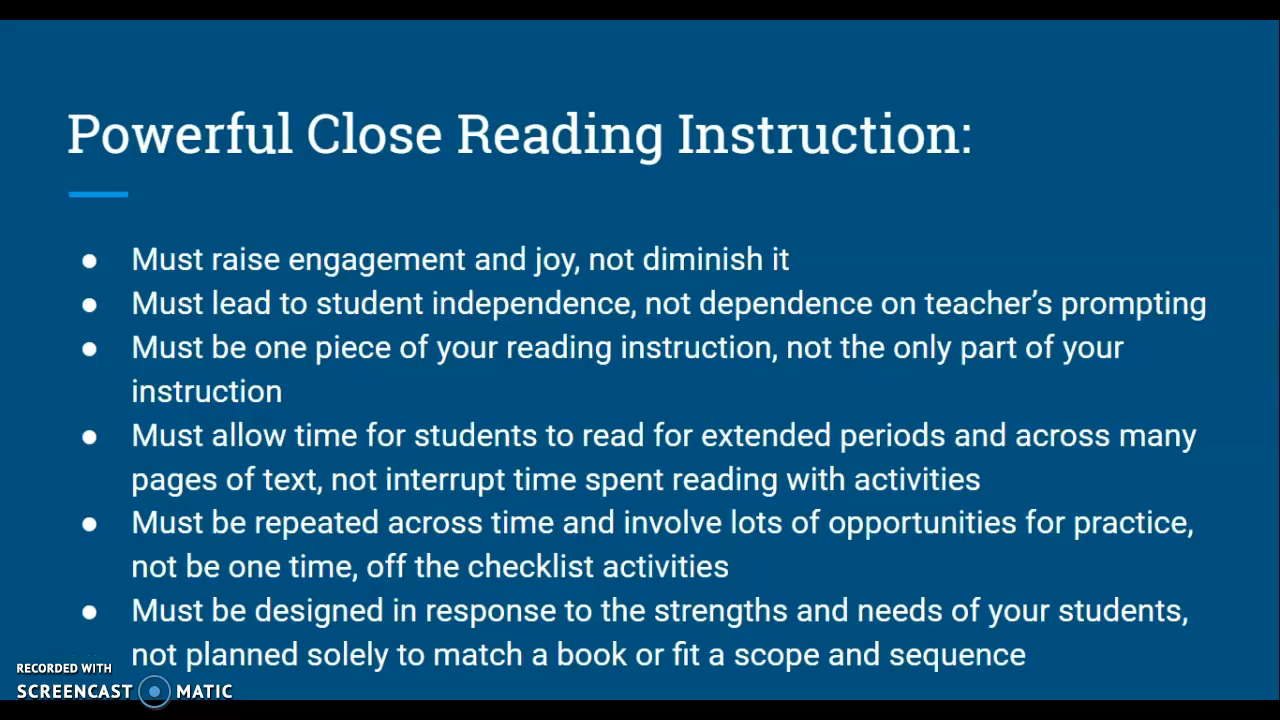 Powerful Close Reading Instruction:
● Must raise engagement and joy, not diminish it
● Must lead to student independence, not dependence on teacher’s prompting
● Must be one piece of your reading instruction, not the only part of your
instruction
● Must allow time for students to read for extended periods and across many
pages of text, not interrupt time spent reading with activities
● Must be repeated across time and involve lots of opportunities for practice,
not be one time, off the checklist activities
● Must be designed in response to the strengths and needs of your students,
not planned solely to match a book or fit a scope and sequence
RECORDED WITH
SCREENCAST MATIC